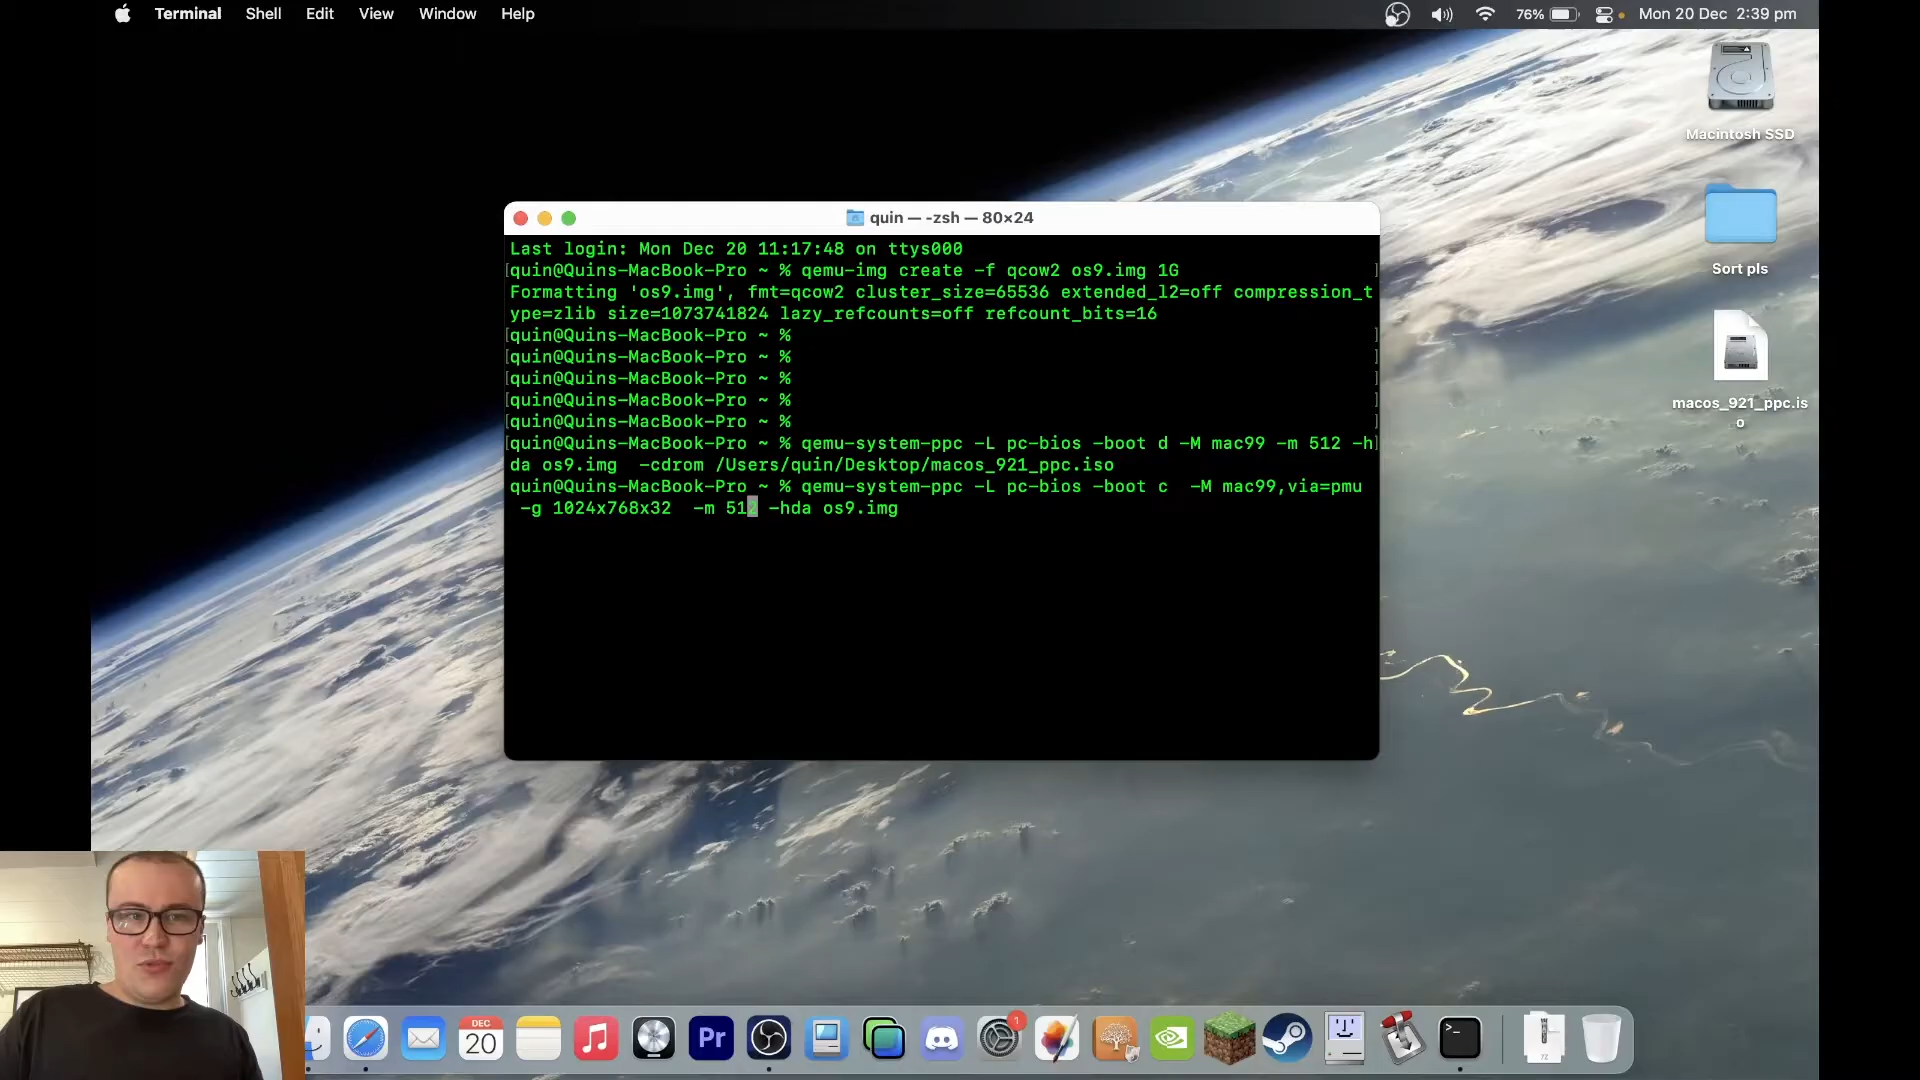 Terminal Shell Edit View Window Help 76% Mon 20 Dec 2:39 pm
Macintosh SSD
Sort pls
macos_921_ppc.is
o
quin — -zsh — 80×24
Last login: Mon Dec 20 11:17:48 on ttys000
[quin@Quins-MacBook-Pro ~ % qemu-img create -f qcow2 os9.img 1G ]
Formatting 'os9.img', fmt=qcow2 cluster_size=65536 extended_l2=off compression_t
ype=zlib size=1073741824 lazy_refcounts=off refcount_bits=16
[quin@Quins-MacBook-Pro ~ % ]
[quin@Quins-MacBook-Pro ~ % ]
[quin@Quins-MacBook-Pro ~ % ]
[quin@Quins-MacBook-Pro ~ % ]
[quin@Quins-MacBook-Pro ~ % ]
[quin@Quins-MacBook-Pro ~ % qemu-system-ppc -L pc-bios -boot d -M mac99 -m 512 -h]
da os9.img  -cdrom /Users/quin/Desktop/macos_921_ppc.iso
quin@Quins-MacBook-Pro ~ % qemu-system-ppc -L pc-bios -boot c  -M mac99,via=pmu
 -g 1024x768x32  -m 512 -hda os9.img
DEC
20
Pr
1
>_